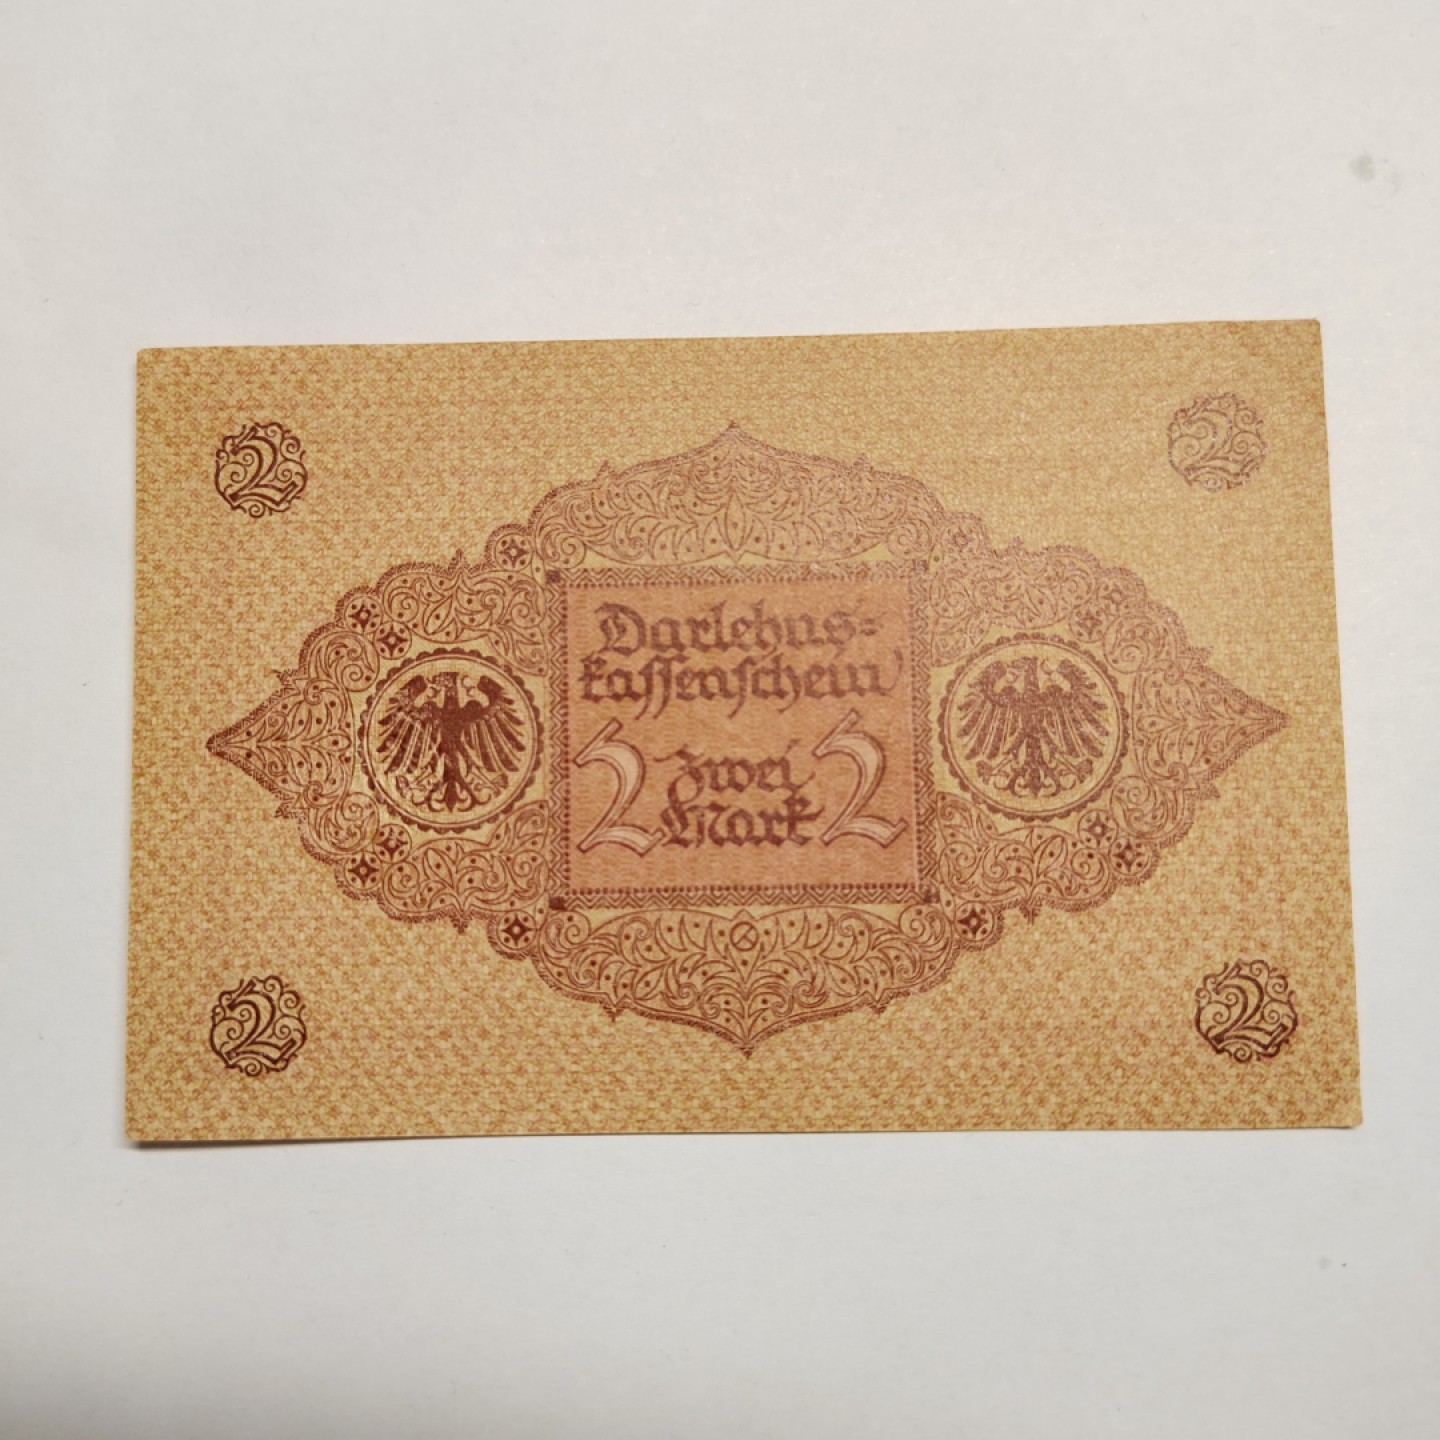 2
2
Darlehns=
kassenschein
2 Zwei 2
Mark
2
2